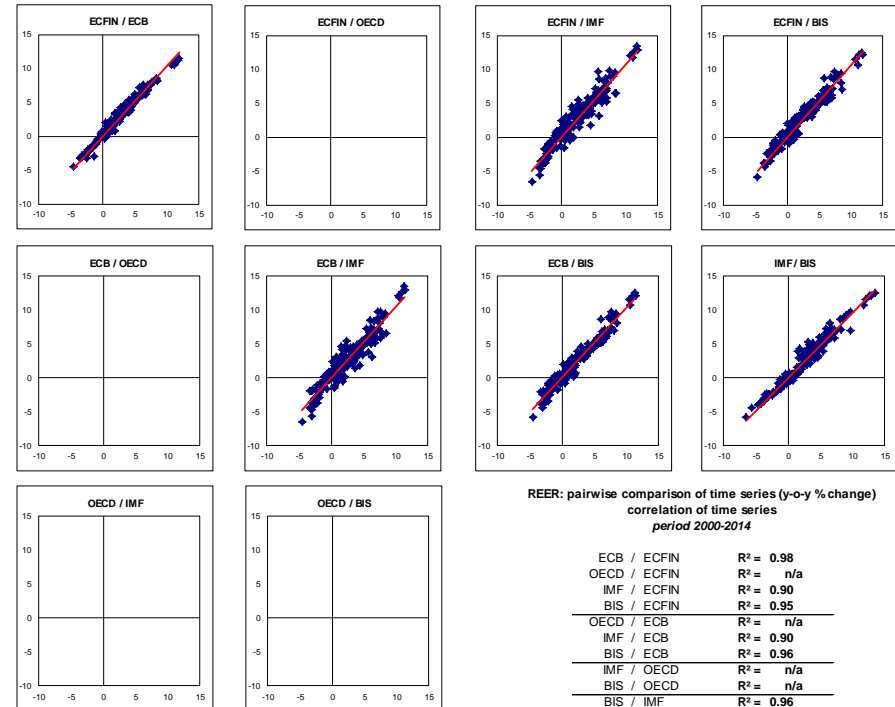 ECFIN / ECB
15
10
5
0
-5
-10
-10 -5 0 5 10 15
ECFIN / OECD
15
10
5
0
-5
-10
-10 -5 0 5 10 15
ECFIN / IMF
15
10
5
0
-5
-10
-10 -5 0 5 10 15
ECFIN / BIS
15
10
5
0
-5
-10
-10 -5 0 5 10 15
ECB / OECD
15
10
5
0
-5
-10
-10 -5 0 5 10 15
ECB / IMF
15
10
5
0
-5
-10
-10 -5 0 5 10 15
ECB / BIS
15
10
5
0
-5
-10
-10 -5 0 5 10 15
IMF/ BIS
15
10
5
0
-5
-10
-10 -5 0 5 10 15
OECD / IMF
15
10
5
0
-5
-10
-10 -5 0 5 10 15
OECD / BIS
15
10
5
0
-5
-10
-10 -5 0 5 10 15
REER: pairwise comparison of time series (y-o-y % change)
correlation of time series
period 2000-2014
ECB / ECFIN R² = 0.98
OECD / ECFIN R² = n/a
IMF / ECFIN R² = 0.90
BIS / ECFIN R² = 0.95
OECD / ECB R² = n/a
IMF / ECB R² = 0.90
BIS / ECB R² = 0.96
IMF / OECD R² = n/a
BIS / OECD R² = n/a
BIS / IMF R² = 0.96